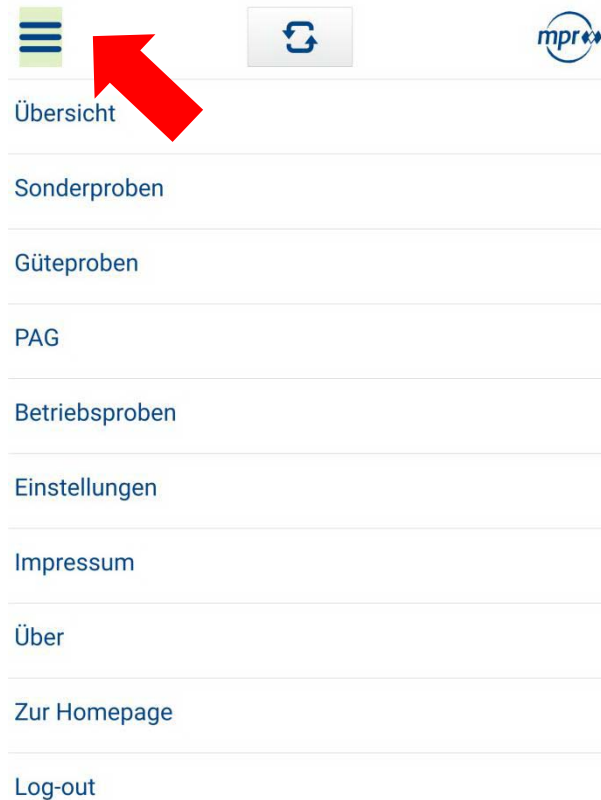 mpr
Übersicht
Sonderproben
Güteproben
PAG
Betriebsproben
Einstellungen
Impressum
Über
Zur Homepage
Log-out